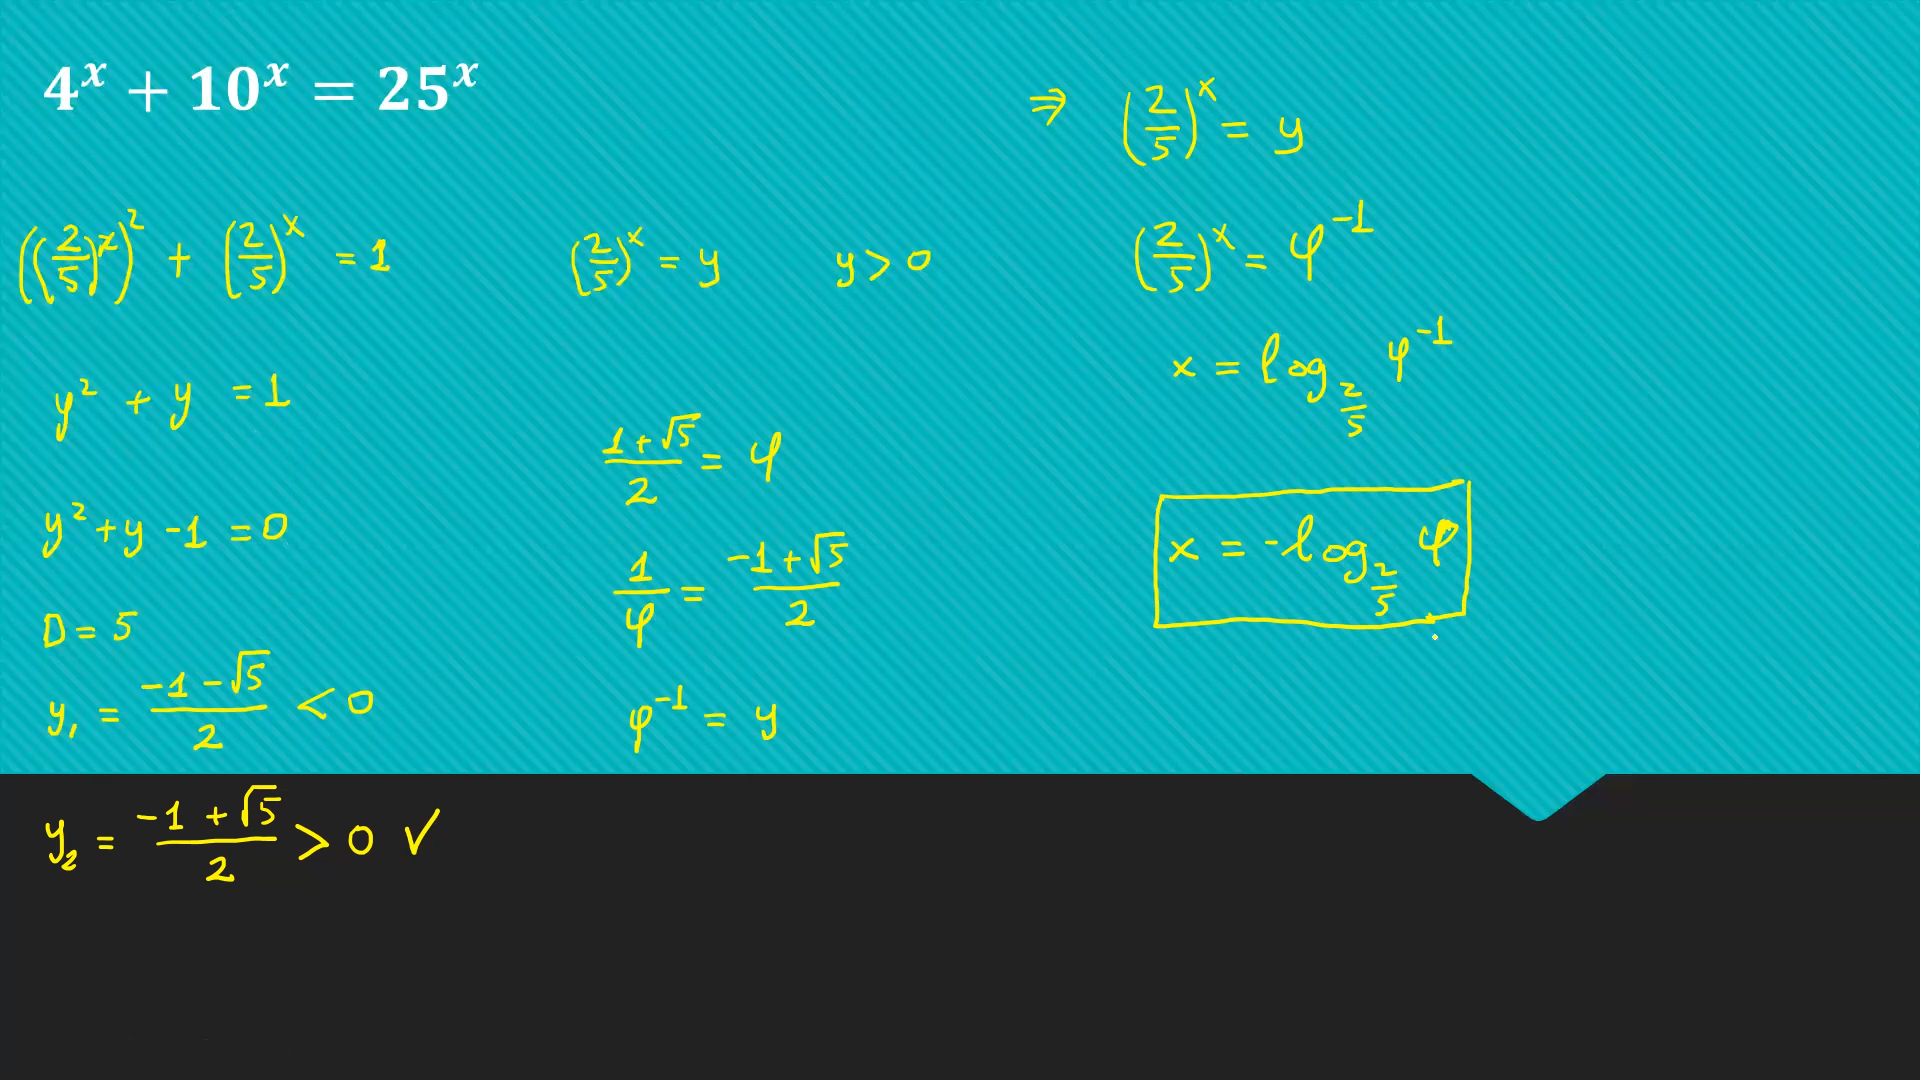 4^x + 10^x = 25^x
((2/5)^x)^2 + (2/5)^x = 1
y^2 + y = 1
y^2 + y - 1 = 0
D = 5
y_1 = (-1 - √5)/2 < 0
y_2 = (-1 + √5)/2 > 0 ✓
(2/5)^x = y y > 0
(1 + √5)/2 = φ
1/φ = (-1 + √5)/2
φ^-1 = y
⇒ (2/5)^x = y
(2/5)^x = φ^-1
x = log_(2/5) φ^-1
x = -log_(2/5) φ